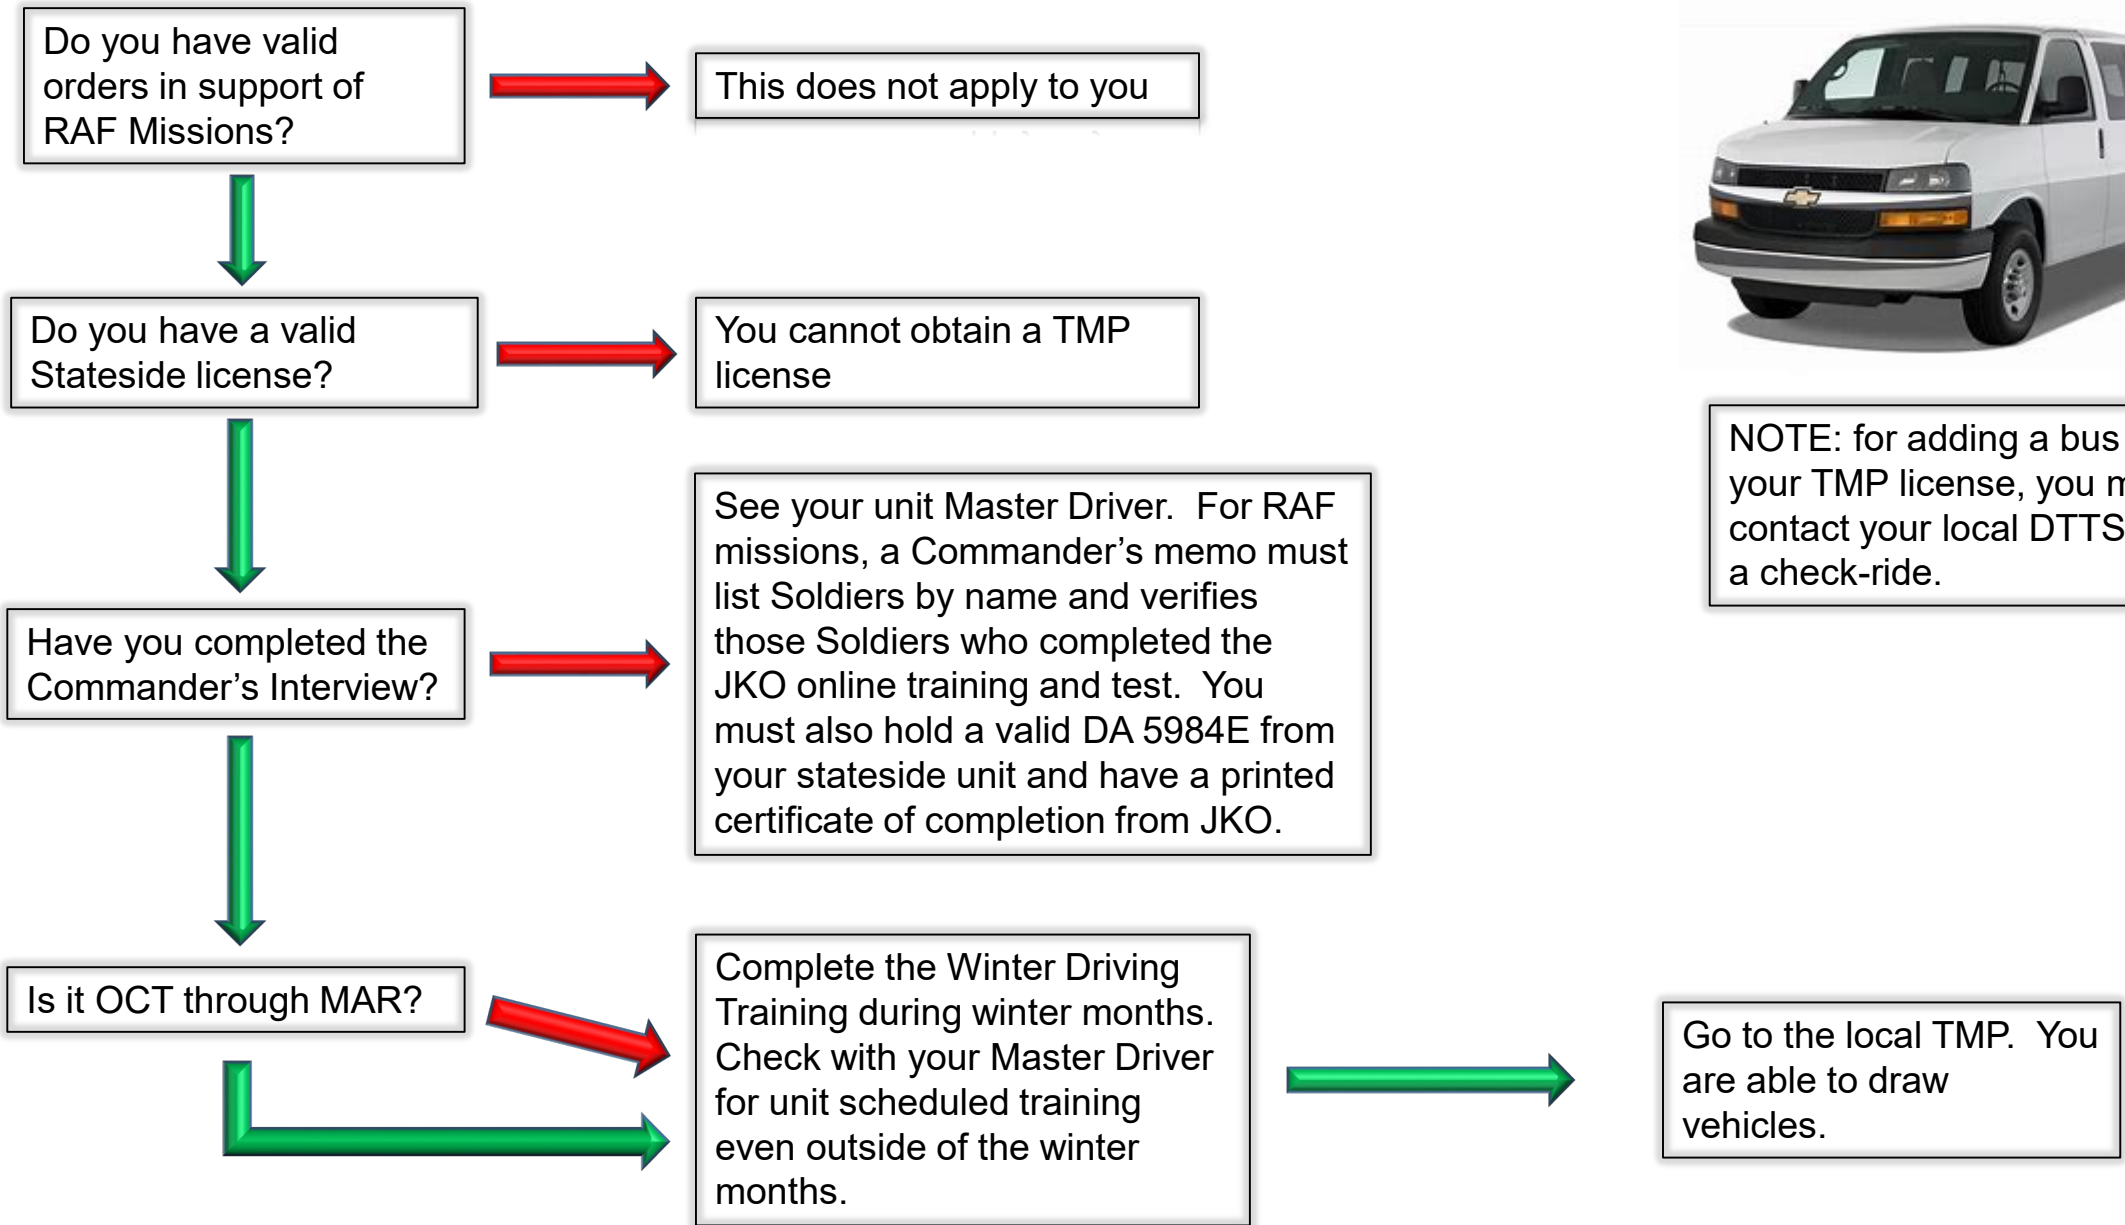 Do you have valid
orders in support of
RAF Missions?
This does not apply to you
Do you have a valid
Stateside license?
You cannot obtain a TMP
license
NOTE: for adding a bus
your TMP license, you
contact your local DTTS
a check-ride.
Have you completed the
Commander’s Interview?
See your unit Master Driver.  For RAF
missions, a Commander’s memo must
list Soldiers by name and verifies
those Soldiers who completed the
JKO online training and test.  You
must also hold a valid DA 5984E from
your stateside unit and have a printed
certificate of completion from JKO.
Is it OCT through MAR?
Complete the Winter Driving
Training during winter months.
Check with your Master Driver
for unit scheduled training
even outside of the winter
months.
Go to the local TMP.  You
are able to draw
vehicles.